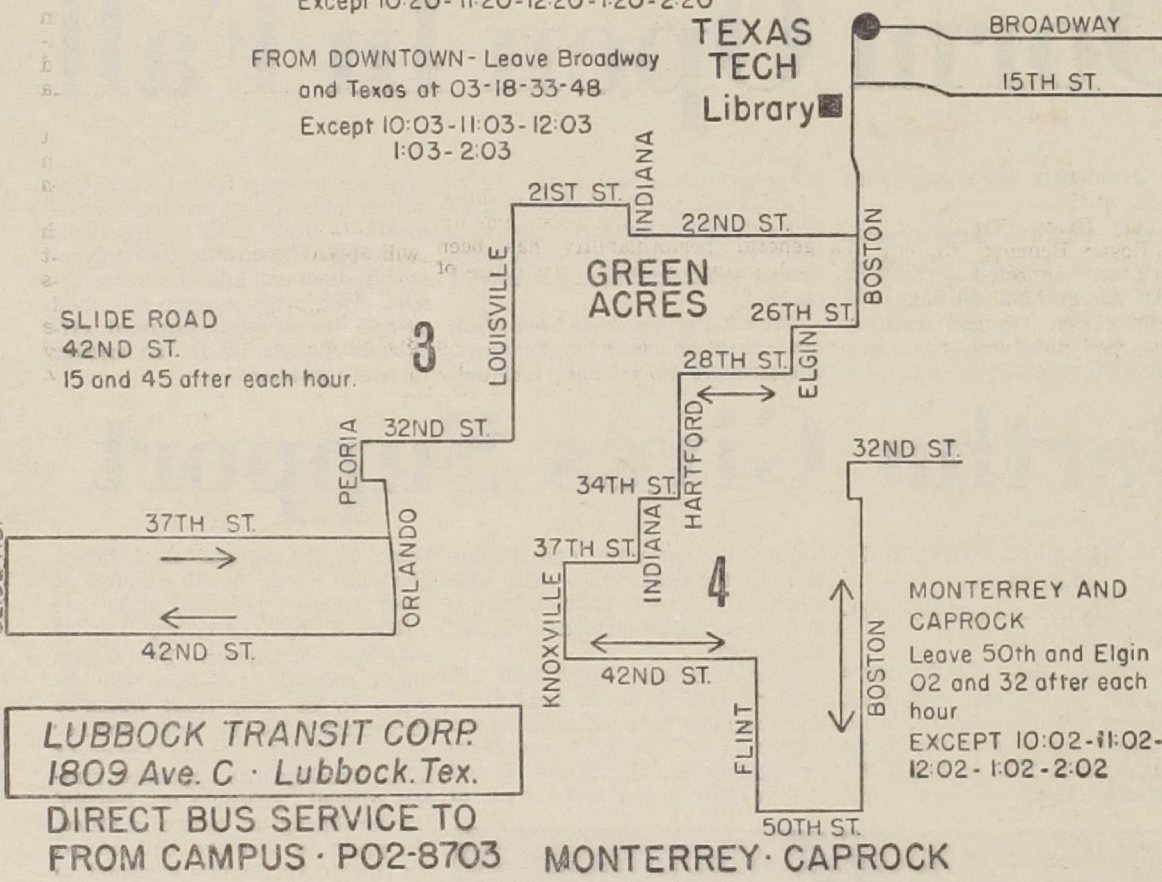 Except 10:20-11:20-12:20-1:20-2:20
FROM DOWNTOWN - Leave Broadway
and Texas at 03-18-33-48
Except 10:03-11:03-12:03
1:03-2:03
TEXAS
TECH
Library
BROADWAY
15TH ST.
21ST ST.
INDIANA
22ND ST.
BOSTON
LOUSVILLE
GREEN
ACRES
26TH ST.
ELGIN
28TH ST.
HARTFORD
SLIDE ROAD
42ND ST.
15 and 45 after each hour.
3
32ND ST.
PEORIA
37TH ST.
ORLANDO
42ND ST.
34TH ST.
INDIANA
37TH ST.
KNOXVILLE
4
42ND ST.
FLINT
32ND ST.
BOSTON
50TH ST.
MONTERREY AND
CAPROCK
Leave 50th and Elgin
02 and 32 after each
hour
EXCEPT 10:02-11:02-
12:02-1:02-2:02
LUBBOCK TRANSIT CORP.
1809 Ave. C · Lubbock. Tex.
DIRECT BUS SERVICE TO
FROM CAMPUS · PO2-8703
MONTERREY · CAPROCK